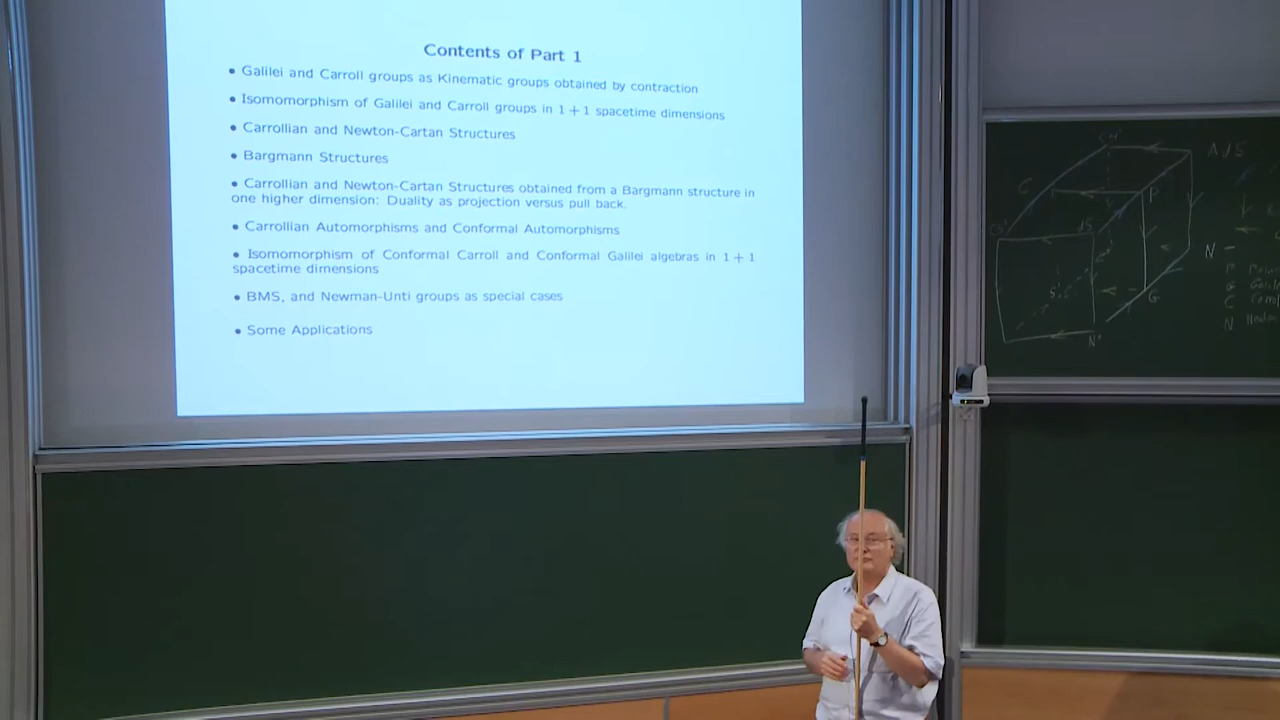 Contents of Part 1
• Galilei and Carroll groups as Kinematic groups obtained by contraction
• Isomomorphism of Galilei and Carroll groups in 1 + 1 spacetime dimensions
• Carrollian and Newton-Cartan Structures
• Bargmann Structures
• Carrollian and Newton-Cartan Structures obtained from a Bargmann structure in
one higher dimension: Duality as projection versus pull back.
• Carrollian Automorphisms and Conformal Automorphisms
• Isomomorphism of Conformal Carroll and Conformal Galilei algebras in 1 + 1
spacetime dimensions
• BMS, and Newman-Unti groups as special cases
• Some Applications
AdS
C
P
dS
N
G
P
G
C
N
N'